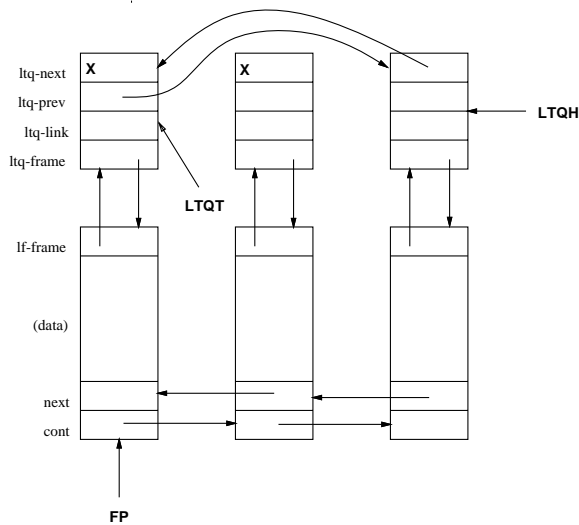 ltq-next X X
ltq-prev
LTQH
ltq-link
ltq-frame
LTQT
lf-frame
(data)
next
cont
FP